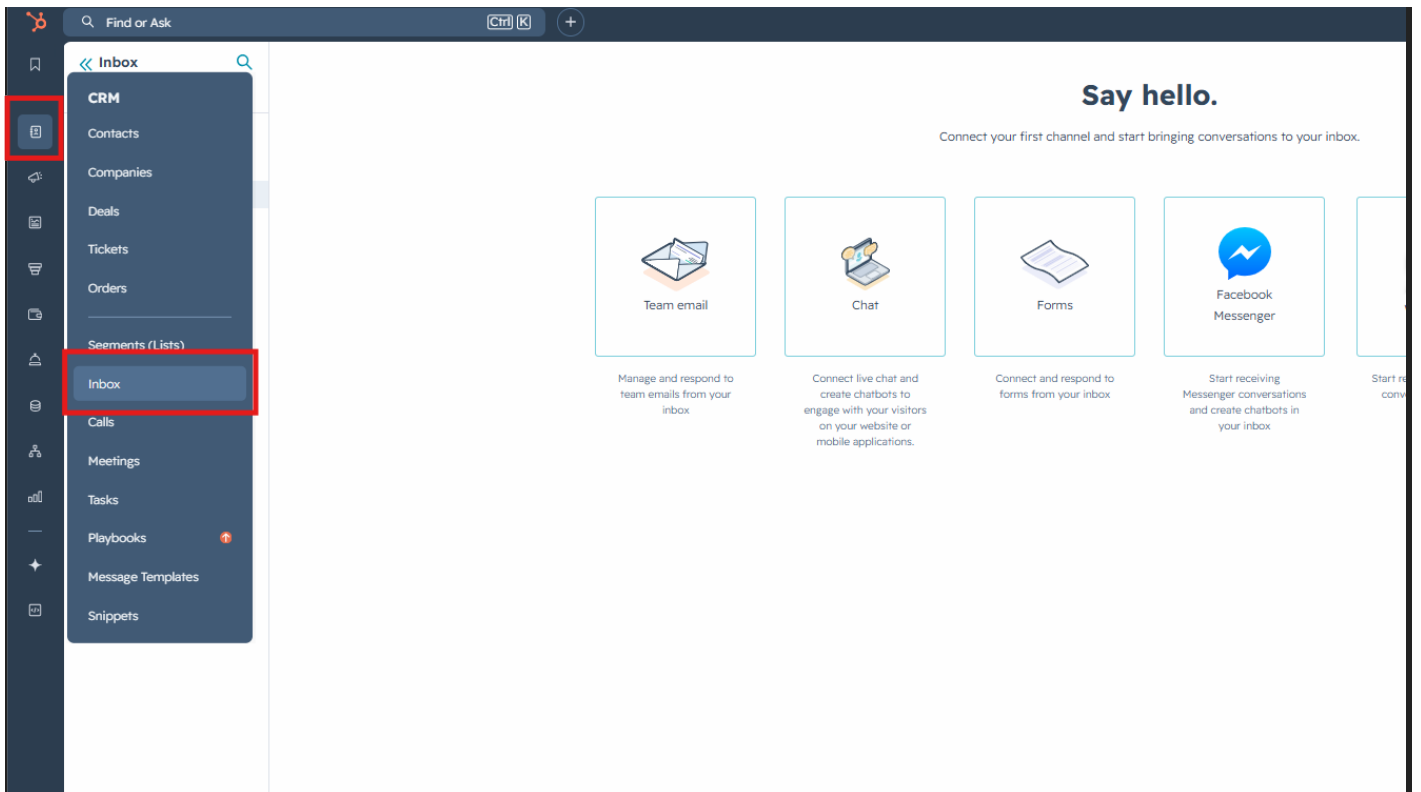 Find or Ask
Ctrl K
+
Inbox
CRM
Contacts
Companies
Deals
Tickets
Orders
Segments (Lists)
Inbox
Calls
Meetings
Tasks
Playbooks
Message Templates
Snippets
Say hello.
Connect your first channel and start bringing conversations to your inbox.
Team email
Manage and respond to
team emails from your
inbox
Chat
Connect live chat and
create chatbots to
engage with your visitors
on your website or
mobile applications.
Forms
Connect and respond to
forms from your inbox
Facebook
Messenger
Start receiving
Messenger conversations
and create chatbots in
your inbox
Start